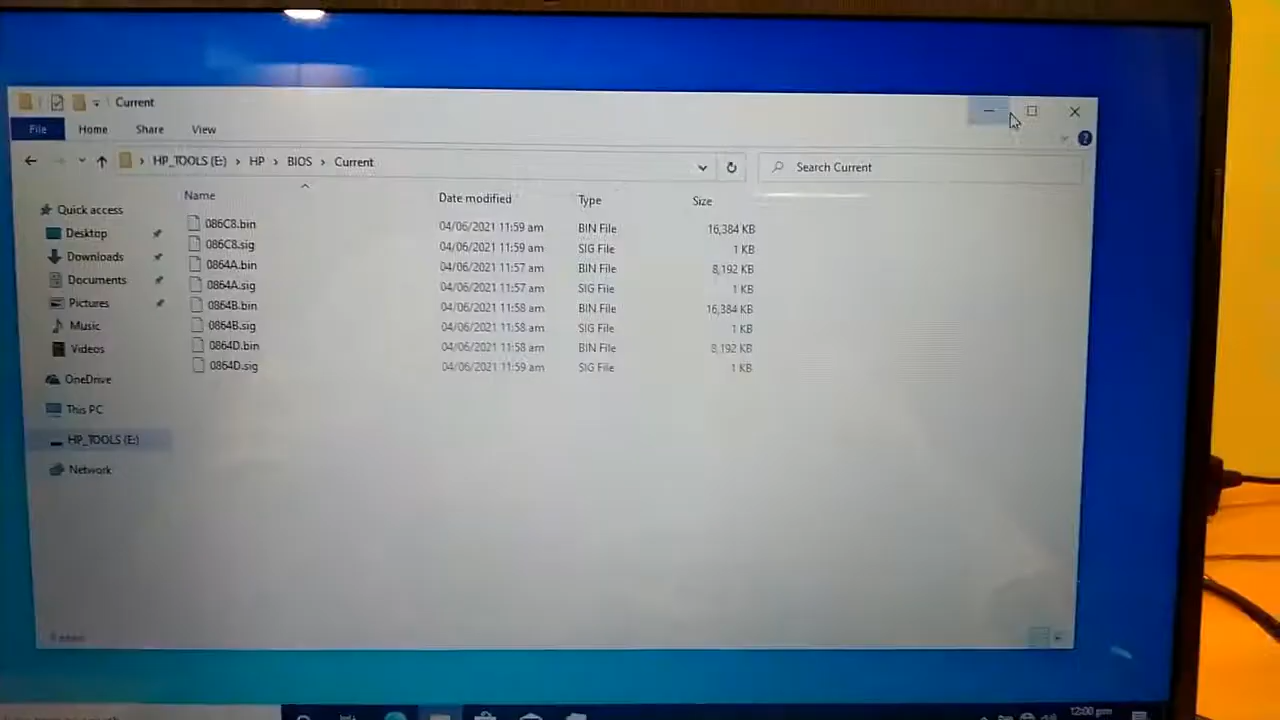 Current
File Home Share View
HP_TOOLS (E:) › HP › BIOS › Current
Search Current
Name Date modified Type Size
086C8.bin 04/06/2021 11:59 am BIN File 16,384 KB
086C8.sig 04/06/2021 11:59 am SIG File 1 KB
0864A.bin 04/06/2021 11:57 am BIN File 8,192 KB
0864A.sig 04/06/2021 11:57 am SIG File 1 KB
0864B.bin 04/06/2021 11:58 am BIN File 16,384 KB
0864B.sig 04/06/2021 11:58 am SIG File 1 KB
0864D.bin 04/06/2021 11:58 am BIN File 8,192 KB
0864D.sig 04/06/2021 11:59 am SIG File 1 KB
Quick access
Desktop
Downloads
Documents
Pictures
Music
Videos
OneDrive
This PC
HP_TOOLS (E:)
Network
12:00 pm